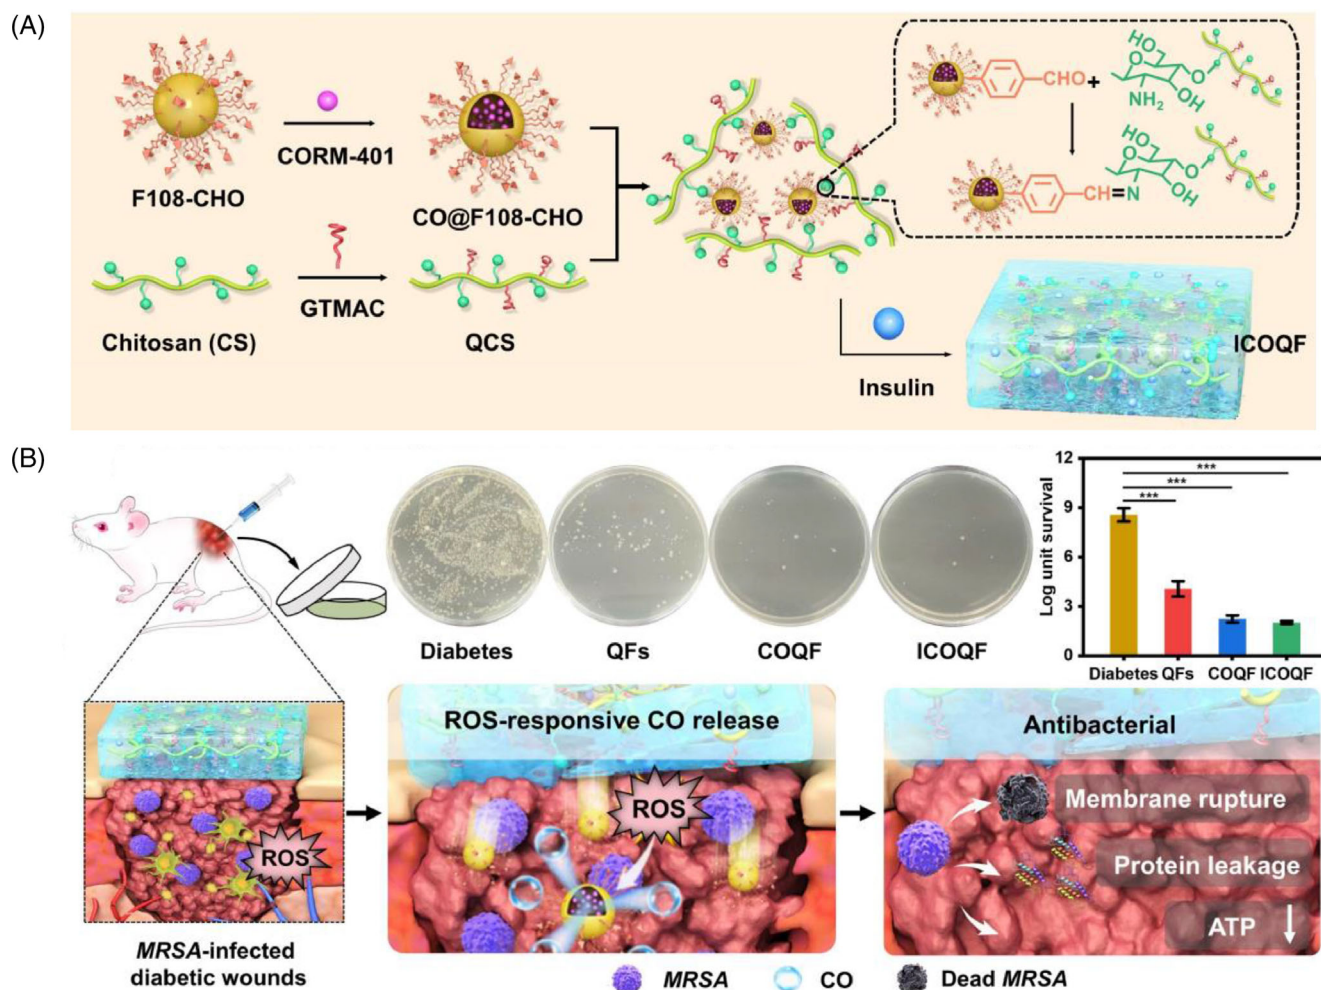 (A)
F108-CHO
CORM-401
CO@F108-CHO
Chitosan (CS)
GTMAC
QCS
CHO
+
HO
O
O
OH
NH₂
CH=N
HO
O
O
OH
Insulin
ICOQF
(B)
Diabetes
QFs
COQF
ICOQF
Log unit survival
12
9
6
3
0
***
***
***
Diabetes QFs COQF ICOQF
ROS
MRSA-infected
diabetic wounds
ROS-responsive CO release
ROS
Antibacterial
Membrane rupture
Protein leakage
ATP
MRSA
CO
Dead MRSA